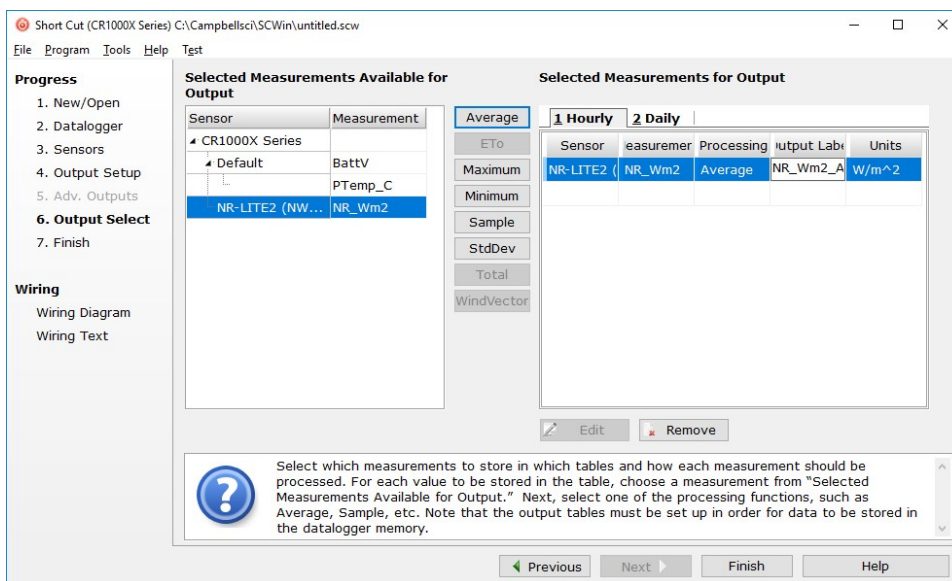 Short Cut (CR1000X Series) C:\Campbellsci\SCWin\untitled.scw
File Program Tools Help Test
Progress
1. New/Open
2. Datalogger
3. Sensors
4. Output Setup
5. Adv. Outputs
6. Output Select
7. Finish
Wiring
Wiring Diagram
Wiring Text
Selected Measurements Available for
Output
Sensor Measurement
CR1000X Series
Default BattV
PTemp_C
NR-LITE2 (NW... NR_Wm2
Average
ETo
Maximum
Minimum
Sample
StdDev
Total
WindVector
Selected Measurements for Output
1 Hourly 2 Daily
Sensor easuremer Processing utput Labe Units
NR-LITE2 ( NR_Wm2 Average NR_Wm2_A W/m^2
Edit Remove
Select which measurements to store in which tables and how each measurement should be
processed. For each value to be stored in the table, choose a measurement from “Selected
Measurements Available for Output.” Next, select one of the processing functions, such as
Average, Sample, etc. Note that the output tables must be set up in order for data to be stored in
the datalogger memory.
Previous Next Finish Help